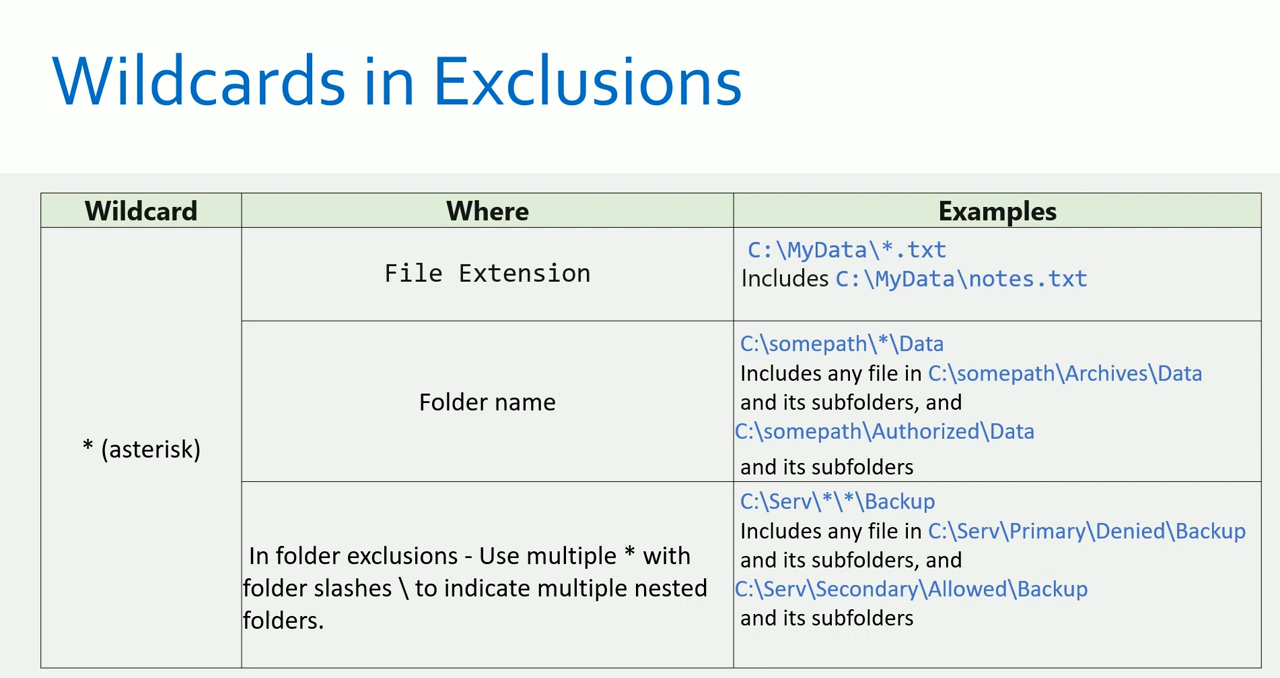 Wildcards in Exclusions
Wildcard
Where
Examples
* (asterisk)
File Extension
C:\MyData\*.txt
Includes C:\MyData\notes.txt
Folder name
C:\somepath\*\Data
Includes any file in C:\somepath\Archives\Data
and its subfolders, and
C:\somepath\Authorized\Data
and its subfolders
In folder exclusions - Use multiple * with
folder slashes \ to indicate multiple nested
folders.
C:\Serv\*\*\Backup
Includes any file in C:\Serv\Primary\Denied\Backup
and its subfolders, and
C:\Serv\Secondary\Allowed\Backup
and its subfolders